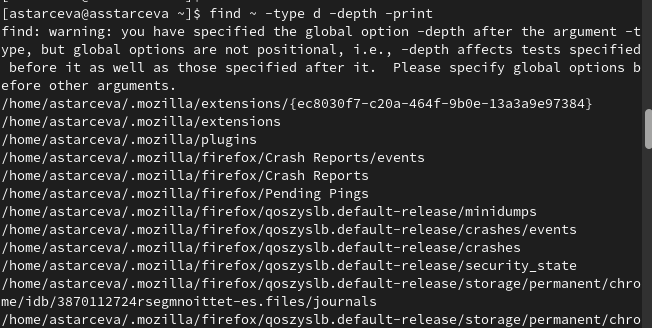 [astarceva@asstarceva ~]$ find ~ -type d -depth -print
find: warning: you have specified the global option -depth after the argument -t
ype, but global options are not positional, i.e., -depth affects tests specified
 before it as well as those specified after it.  Please specify global options b
efore other arguments.
/home/astarceva/.mozilla/extensions/{ec8030f7-c20a-464f-9b0e-13a3a9e97384}
/home/astarceva/.mozilla/extensions
/home/astarceva/.mozilla/plugins
/home/astarceva/.mozilla/firefox/Crash Reports/events
/home/astarceva/.mozilla/firefox/Crash Reports
/home/astarceva/.mozilla/firefox/Pending Pings
/home/astarceva/.mozilla/firefox/qoszyslb.default-release/minidumps
/home/astarceva/.mozilla/firefox/qoszyslb.default-release/crashes/events
/home/astarceva/.mozilla/firefox/qoszyslb.default-release/crashes
/home/astarceva/.mozilla/firefox/qoszyslb.default-release/security_state
/home/astarceva/.mozilla/firefox/qoszyslb.default-release/storage/permanent/chro
me/idb/3870112724rsegmnoittet-es.files/journals
/home/astarceva/.mozilla/firefox/qoszyslb.default-release/storage/permanent/chro